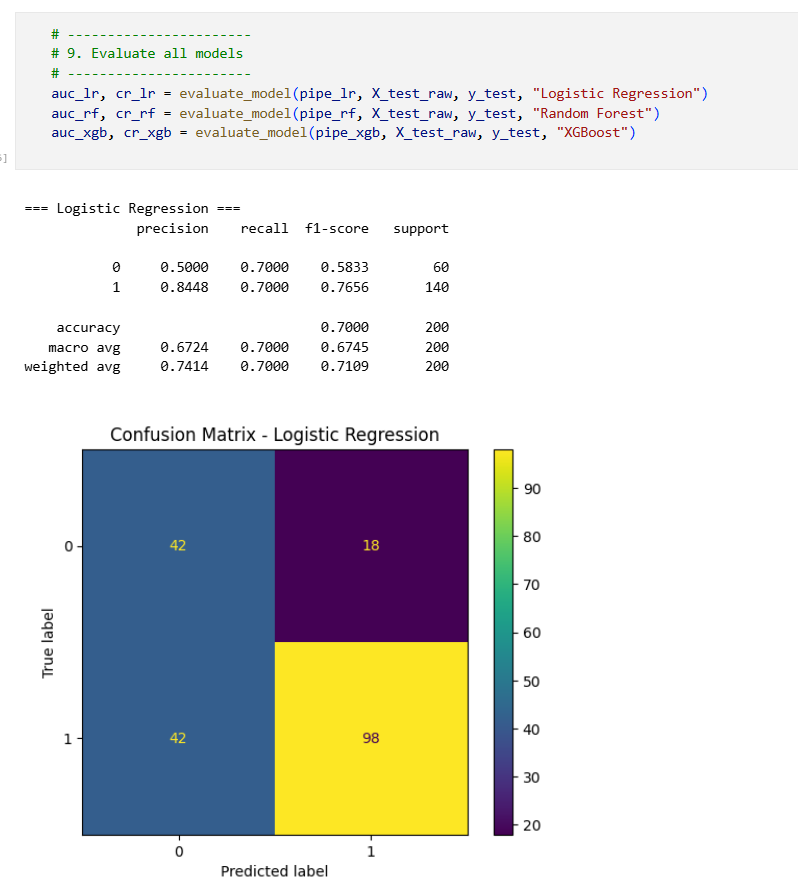 # -----------------------
# 9. Evaluate all models
# -----------------------
auc_lr, cr_lr = evaluate_model(pipe_lr, X_test_raw, y_test, "Logistic Regression")
auc_rf, cr_rf = evaluate_model(pipe_rf, X_test_raw, y_test, "Random Forest")
auc_xgb, cr_xgb = evaluate_model(pipe_xgb, X_test_raw, y_test, "XGBoost")
=== Logistic Regression ===
precision recall f1-score support
0 0.5000 0.7000 0.5833 60
1 0.8448 0.7000 0.7656 140
accuracy 0.7000 200
macro avg 0.6724 0.7000 0.6745 200
weighted avg 0.7414 0.7000 0.7109 200
Confusion Matrix - Logistic Regression
90
80
70
60
50
40
30
20
True label
0
1
42 18
42 98
0 1
Predicted label